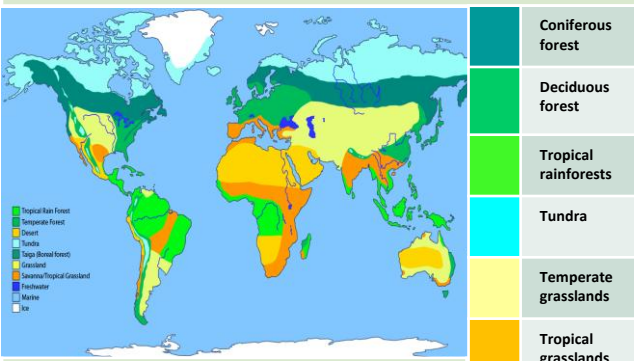 Tropical Rain Forest
Temperate Forest
Desert
Tundra
Taiga (Boreal forest)
Grassland
Savanna/Tropical Grassland
Freshwater
Marine
Ice
Coniferous
forest
Deciduous
forest
Tropical
rainforests
Tundra
Temperate
grasslands
Tropical
grasslands